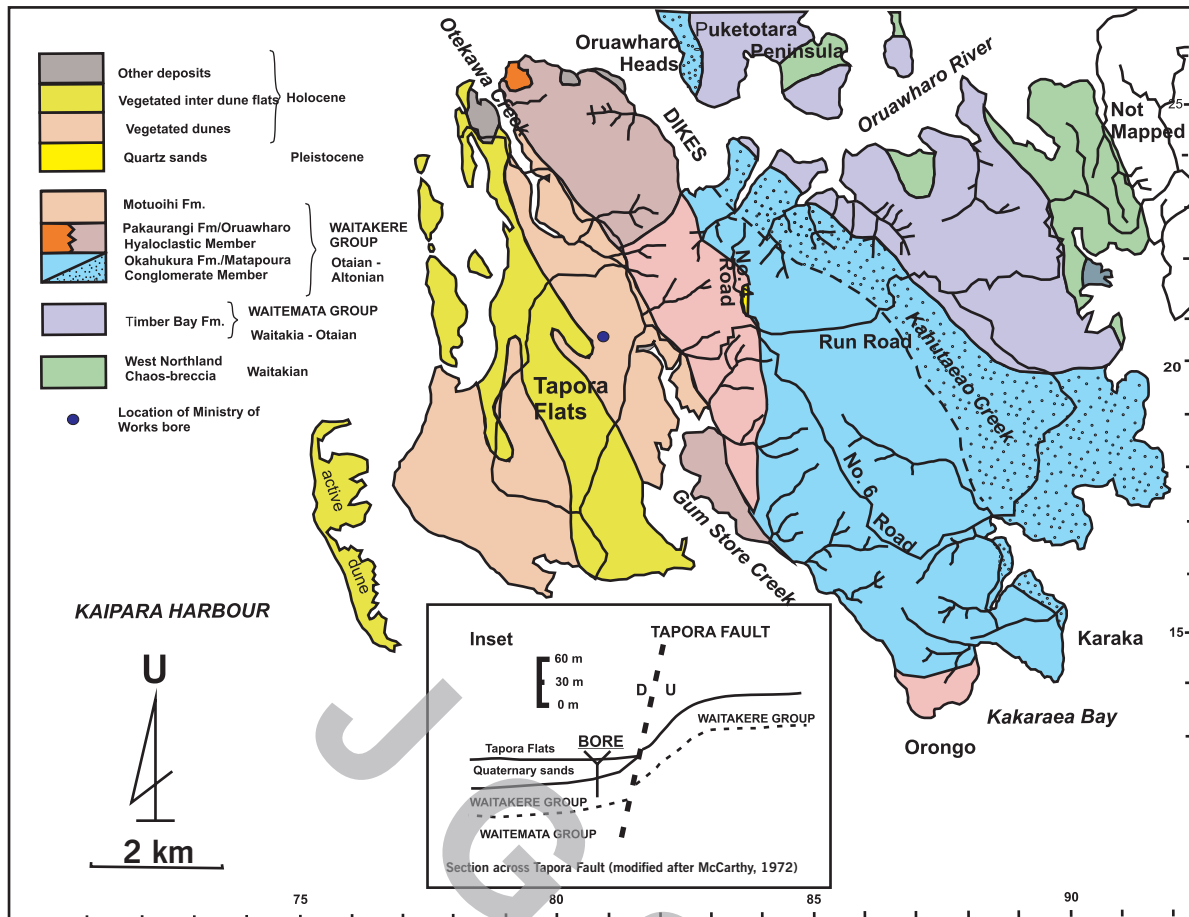 Other deposits
Vegetated inter dune flats
Holocene
Vegetated dunes
Quartz sands
Pleistocene
Motuoihi Fm.
Pakaurangi Fm/Oruawharo
Hyaloclastic Member
Okahukura Fm./Matapoura
Conglomerate Member
WAITAKERE
GROUP
Otaian -
Altonian
Timber Bay Fm.
WAITEMATA GROUP
Waitakia - Otaian
West Northland
Chaos-breccia
Waitakian
Location of Ministry of
Works bore
Otekawa Creek
Oruawharo
Heads
Puketotara
Peninsula
Oruawharo River
Not
Mapped
25
DIKES
No. 4
Road
Run Road
Kahutaeao Creek
20
Tapora
Flats
No. 6
Road
Gum Store Creek
active
dune
KAIPARA HARBOUR
15
Karaka
Kakaraea Bay
Orongo
U
2 km
Inset
TAPORA FAULT
60 m
30 m
0 m
D U
WAITAKERE GROUP
Tapora Flats
BORE
Quaternary sands
WAITAKERE GROUP
WAITEMATA GROUP
Section across Tapora Fault (modified after McCarthy, 1972)
75
80
85
90
J
G